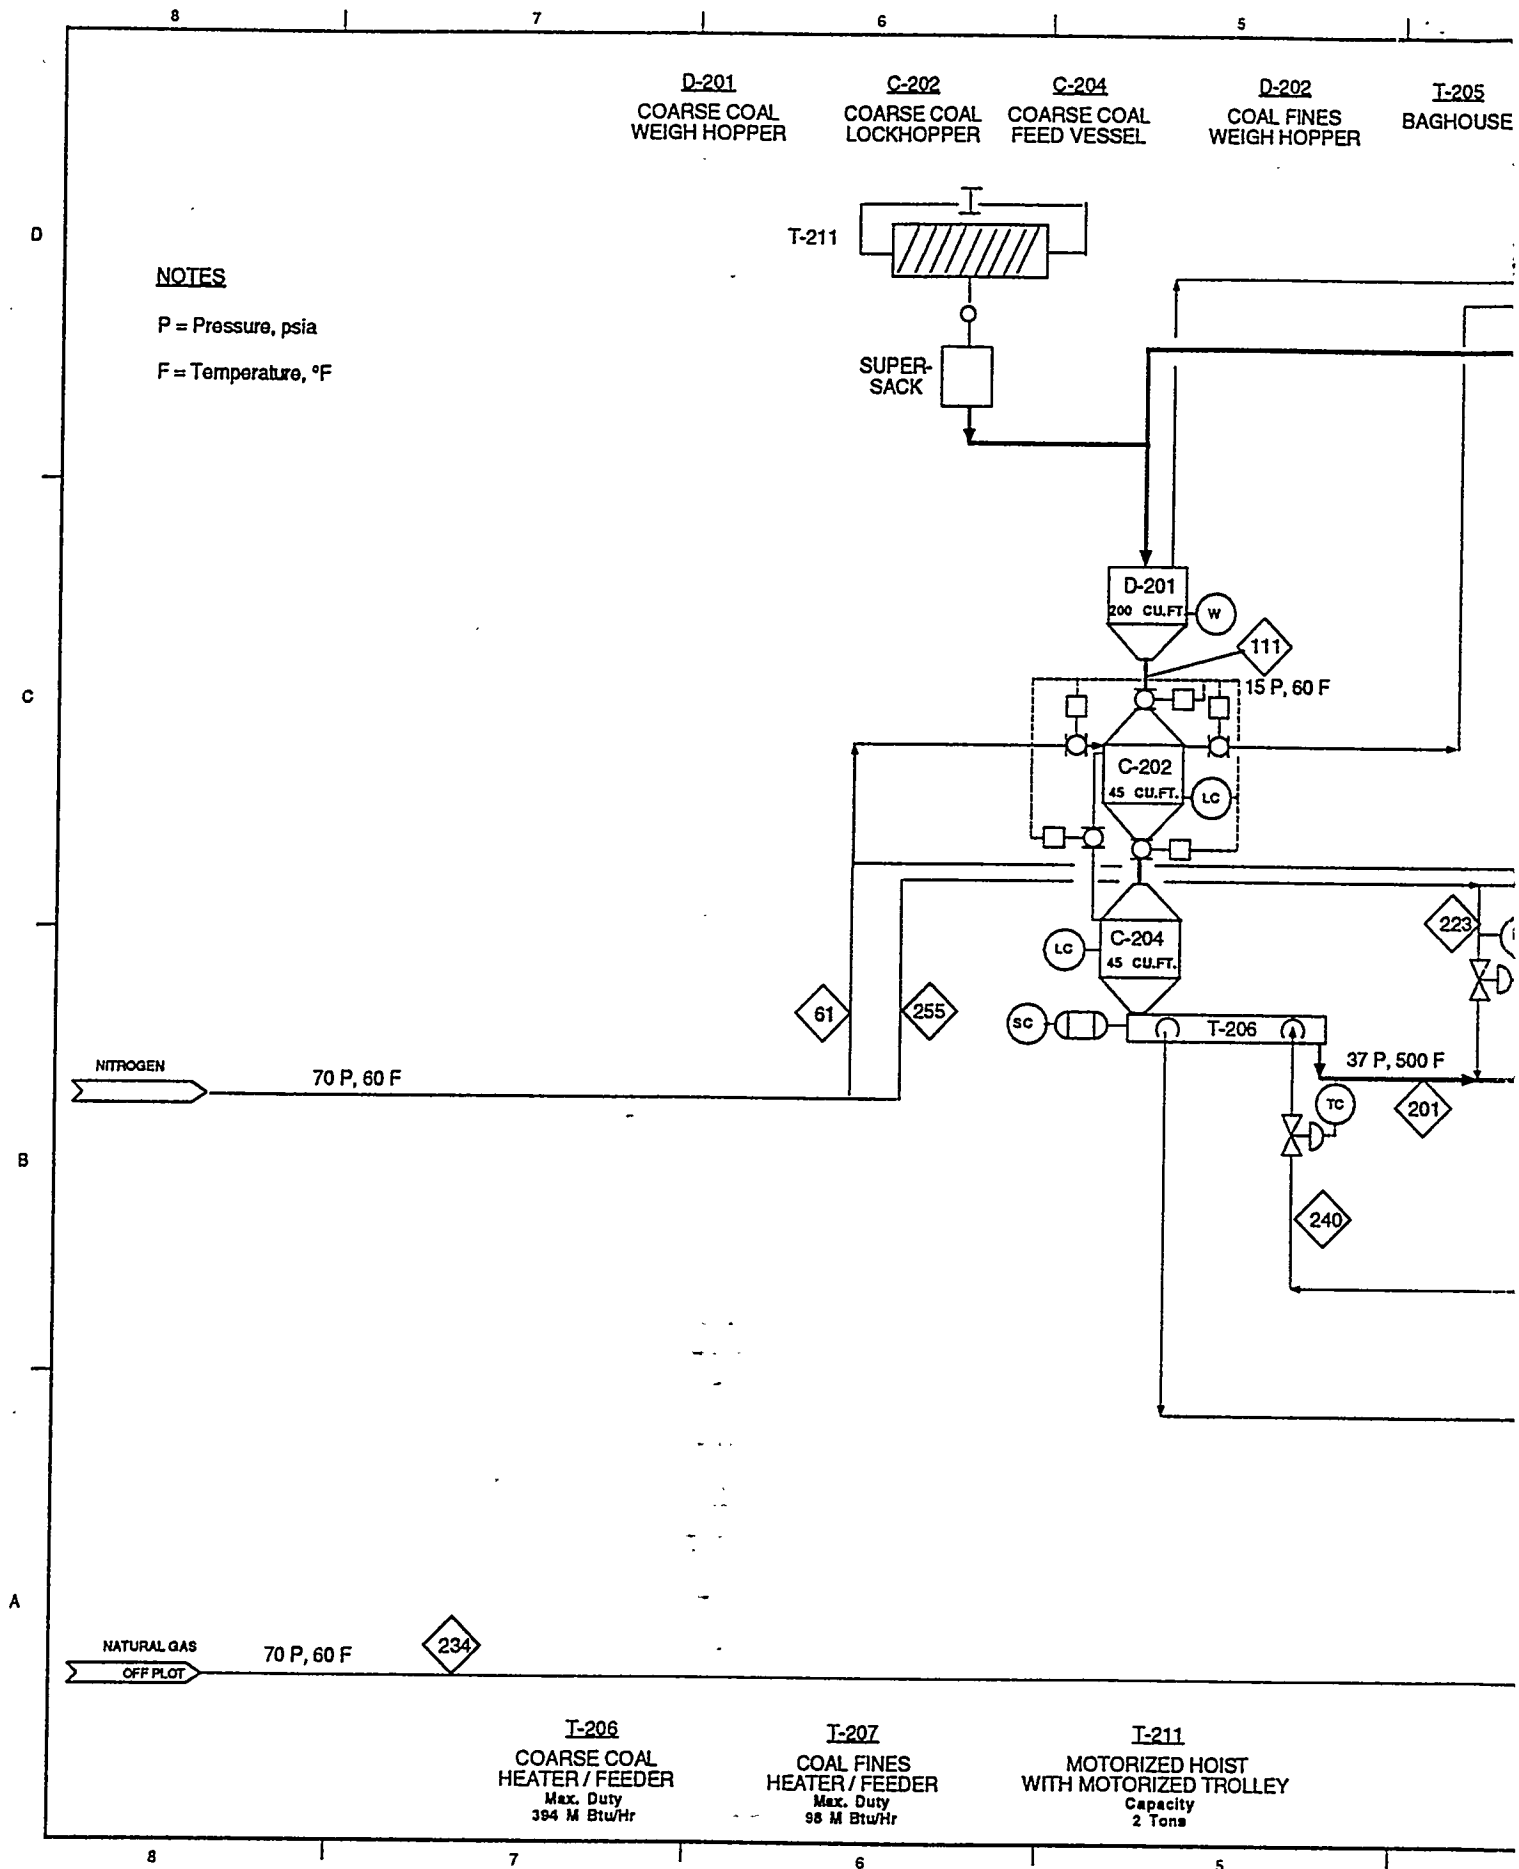 8 7 6 5
D-201 C-202 C-204 D-202 T-205
COARSE COAL COARSE COAL COARSE COAL COAL FINES BAGHOUSE
WEIGH HOPPER LOCKHOPPER FEED VESSEL WEIGH HOPPER
D
T-211
NOTES
P = Pressure, psia
F = Temperature, °F
SUPER-
SACK
D-201
200 CU.FT.
W
111
15 P, 60 F
C
C-202
45 CU.FT.
LC
223
C-204
45 CU.FT.
LC
61
255
SC
T-206
NITROGEN
70 P, 60 F
37 P, 500 F
TC
201
B
240
A
NATURAL GAS
OFF PLOT
70 P, 60 F
234
T-206 T-207 T-211
COARSE COAL COAL FINES MOTORIZED HOIST
HEATER / FEEDER HEATER / FEEDER WITH MOTORIZED TROLLEY
Max. Duty Max. Duty Capacity
394 M Btu/Hr 98 M Btu/Hr 2 Tons
8 7 6 5